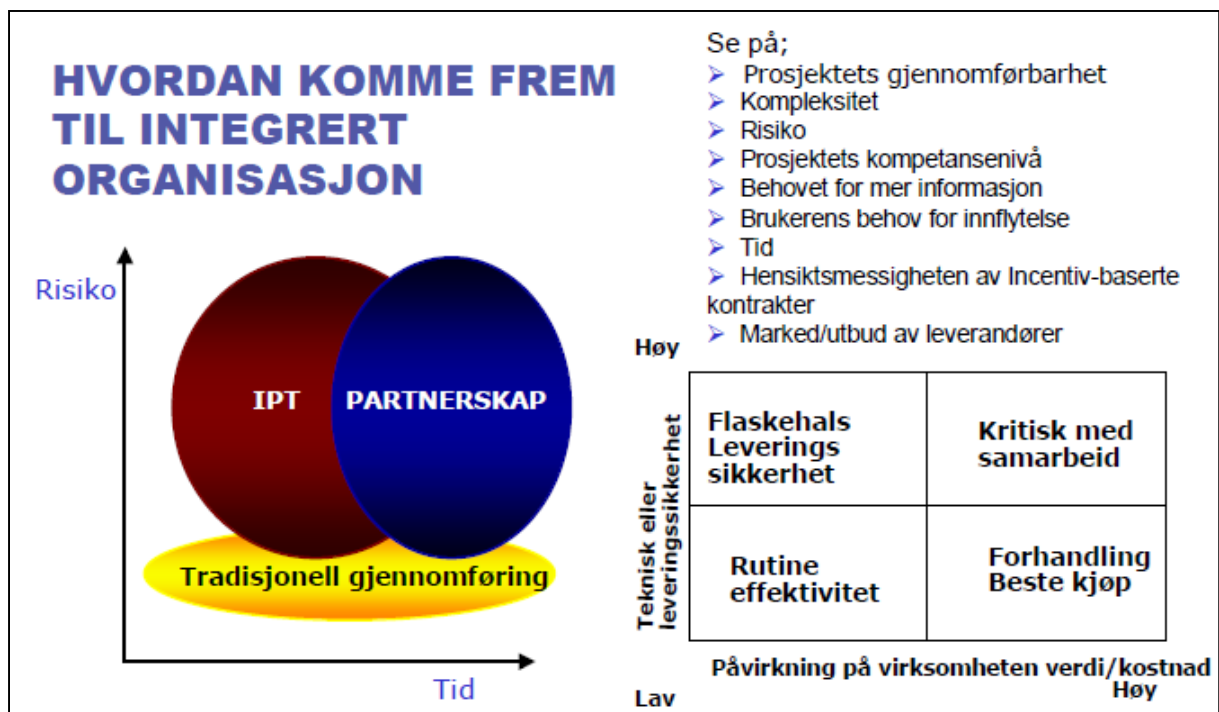 HVORDAN KOMME FREM
TIL INTEGRERT
ORGANISASJON
Risiko
IPT
PARTNERSKAP
Tradisjonell gjennomføring
Tid
Se på;
➢ Prosjektets gjennomførbarhet
➢ Kompleksitet
➢ Risiko
➢ Prosjektets kompetansenivå
➢ Behovet for mer informasjon
➢ Brukerens behov for innflytelse
➢ Tid
➢ Hensiktsmessigheten av Incentiv-baserte
kontrakter
➢ Marked/utbud av leverandører
Høy
Teknisk eller
leveringssikkerhet
Flaskehals
Leverings
sikkerhet
Kritisk med
samarbeid
Rutine
effektivitet
Forhandling
Beste kjøp
Påvirkning på virksomheten verdi/kostnad
Lav
Høy